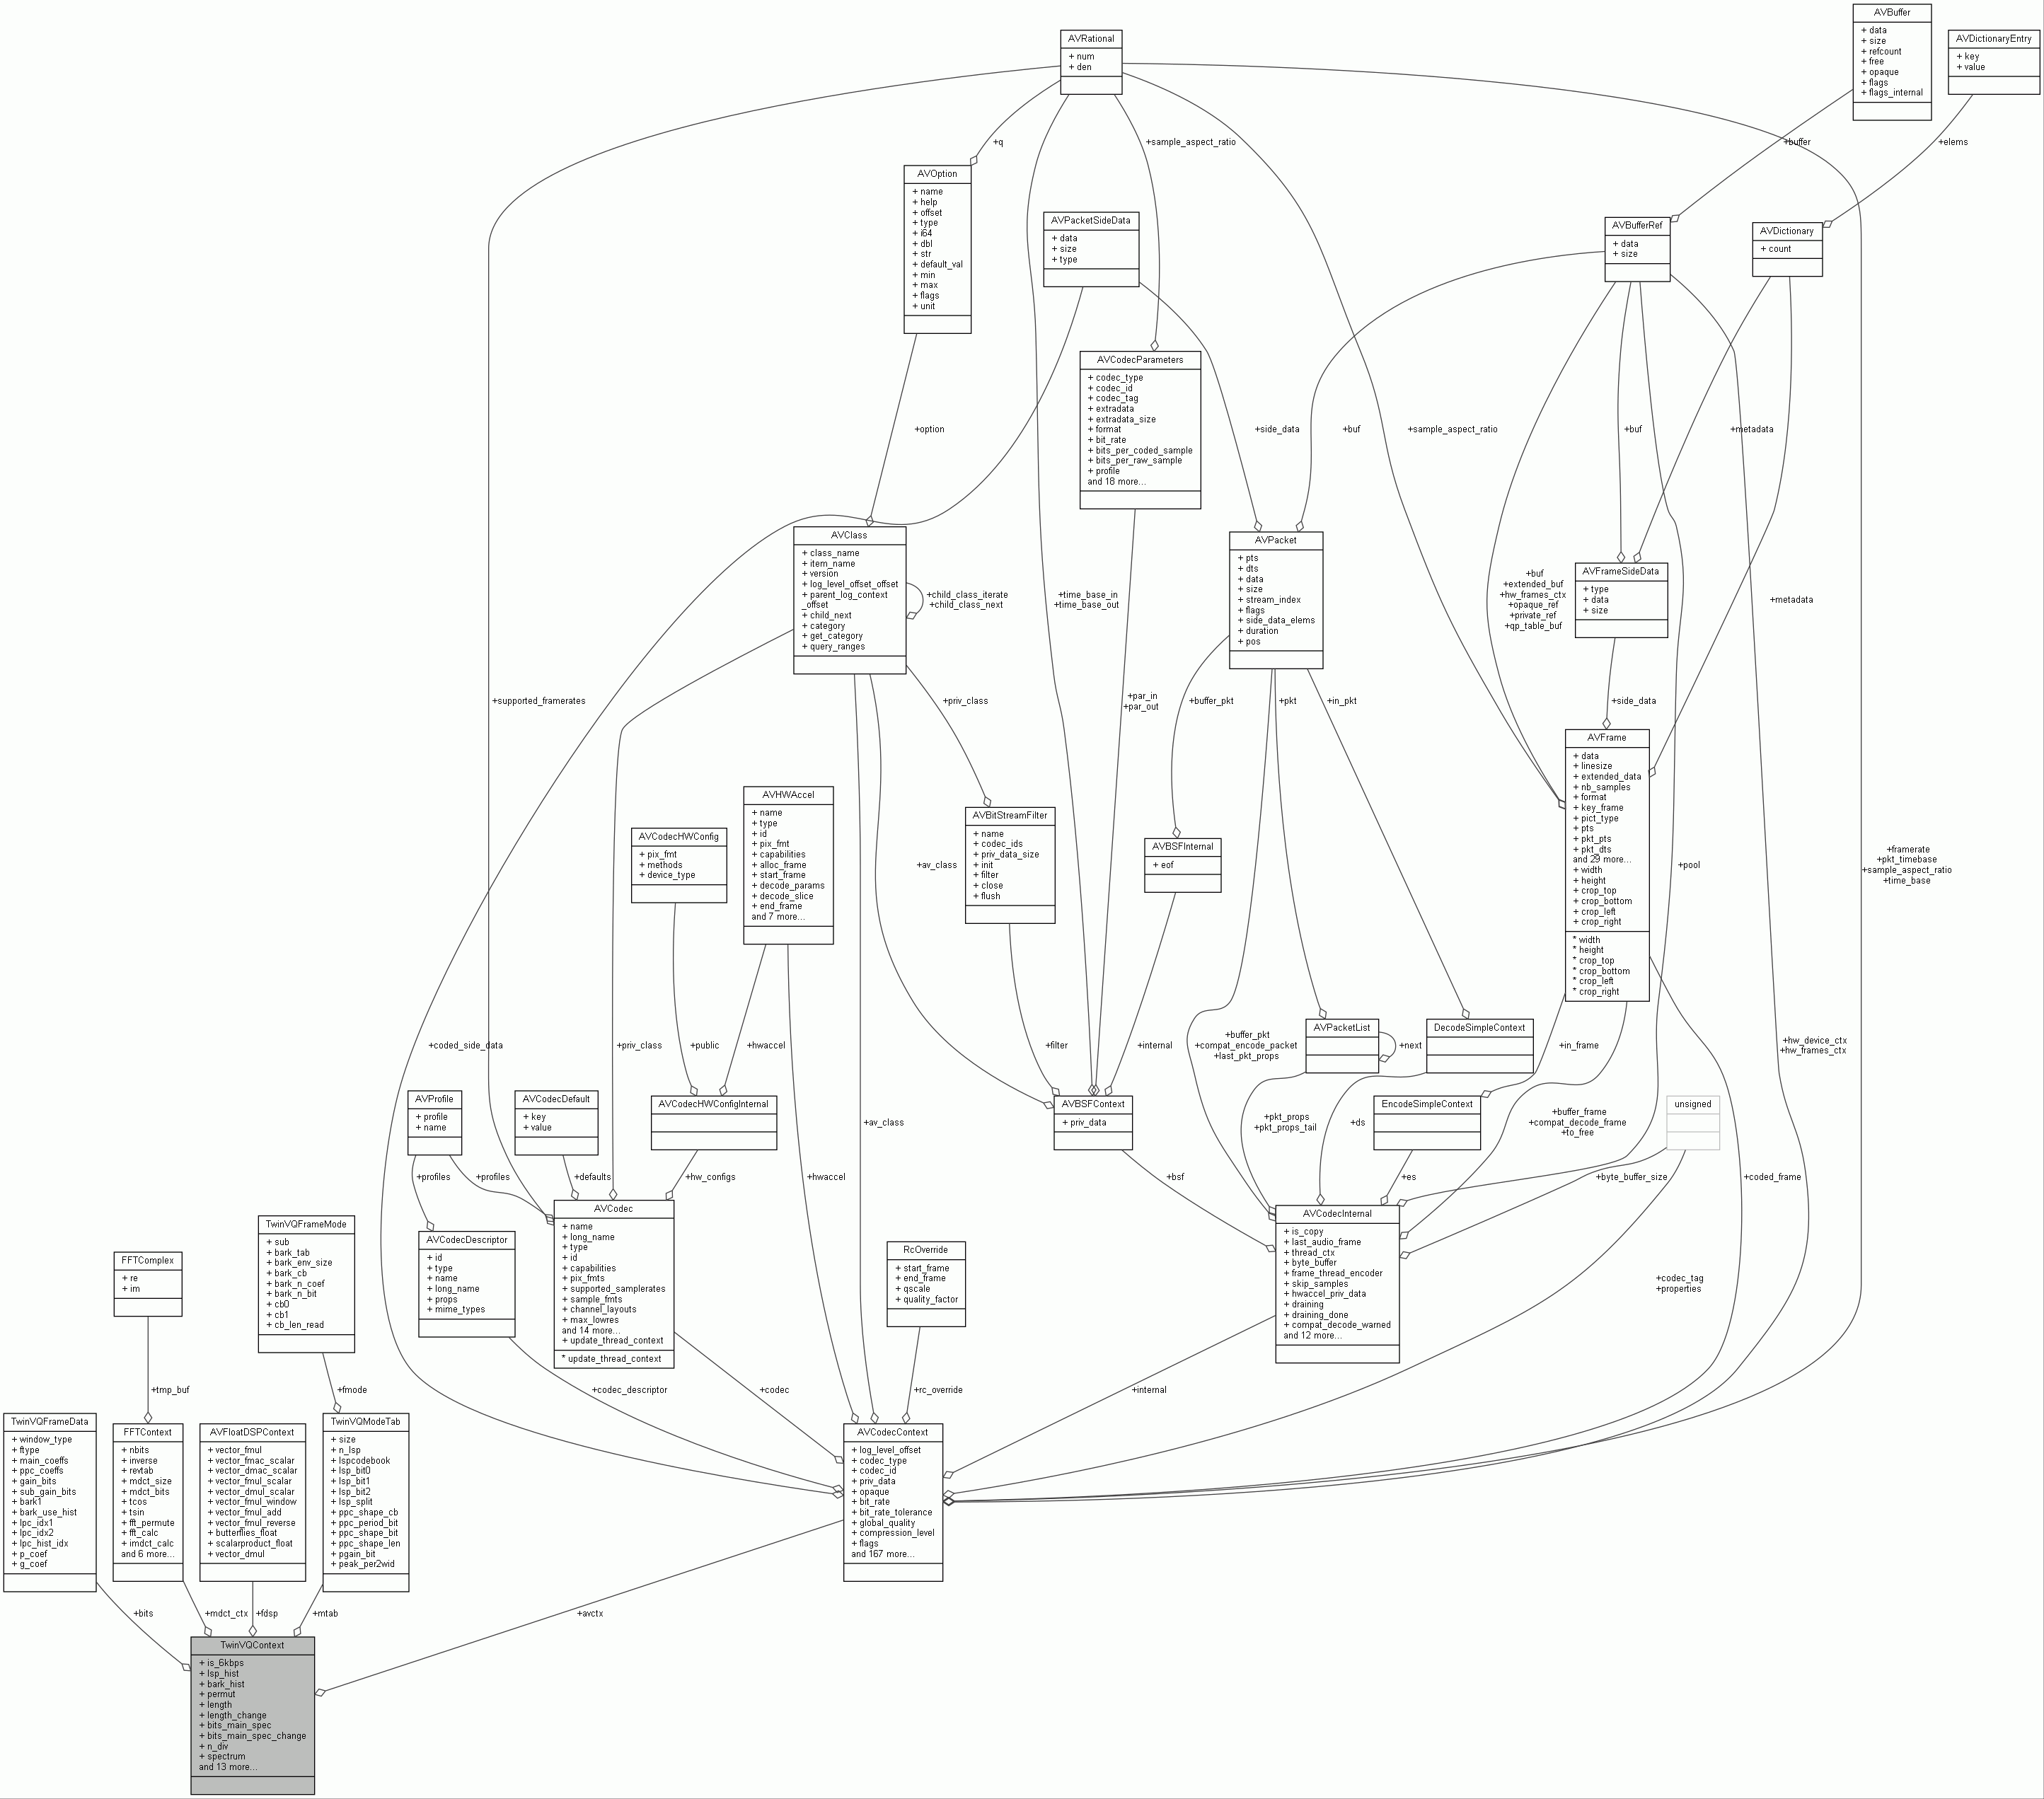 AVBuffer
+ data
+ size
+ refcount
+ free
+ opaque
+ flags
+ flags_internal
AVRational
+ num
+ den
AVDictionaryEntry
+ key
+ value
+q
+sample_aspect_ratio
+buffer
+elems
AVOption
+ name
+ help
+ offset
+ type
+ i64
+ dbl
+ str
+ default_val
+ min
+ max
+ flags
+ unit
AVPacketSideData
+ data
+ size
+ type
AVBufferRef
+ data
+ size
AVDictionary
+ count
AVCodecParameters
+ codec_type
+ codec_id
+ codec_tag
+ extradata
+ extradata_size
+ format
+ bit_rate
+ bits_per_coded_sample
+ bits_per_raw_sample
+ profile
and 18 more...
+option
+side_data
+buf
+sample_aspect_ratio
+buf
+metadata
AVClass
+ class_name
+ item_name
+ version
+ log_level_offset_offset
+ parent_log_context
_offset
+ child_next
+ category
+ get_category
+ query_ranges
+child_class_iterate
+child_class_next
+time_base_in
+time_base_out
AVPacket
+ pts
+ dts
+ data
+ size
+ stream_index
+ flags
+ side_data_elems
+ duration
+ pos
+buf
+extended_buf
+hw_frames_ctx
+opaque_ref
+private_ref
+qp_table_buf
AVFrameSideData
+ type
+ data
+ size
+metadata
+supported_framerates
+priv_class
+par_in
+par_out
+buffer_pkt
+pkt
+in_pkt
+side_data
AVFrame
+ data
+ linesize
+ extended_data
+ nb_samples
+ format
+ key_frame
+ pict_type
+ pts
+ pkt_pts
+ pkt_dts
and 29 more...
+ width
+ height
+ crop_top
+ crop_bottom
+ crop_left
+ crop_right
* width
* height
* crop_top
* crop_bottom
* crop_left
* crop_right
AVHWAccel
+ name
+ type
+ id
+ pix_fmt
+ capabilities
+ alloc_frame
+ start_frame
+ decode_params
+ decode_slice
+ end_frame
and 7 more...
AVCodecHWConfig
+ pix_fmt
+ methods
+ device_type
+av_class
AVBitStreamFilter
+ name
+ codec_ids
+ priv_data_size
+ init
+ filter
+ close
+ flush
AVBSFInternal
+ eof
+pool
+framerate
+pkt_timebase
+sample_aspect_ratio
+time_base
+coded_side_data
+priv_class
+public
+hwaccel
+filter
+internal
+buffer_pkt
+compat_encode_packet
+last_pkt_props
AVPacketList
+next
DecodeSimpleContext
+in_frame
+hw_device_ctx
+hw_frames_ctx
AVProfile
+ profile
+ name
AVCodecDefault
+ key
+ value
AVCodecHWConfigInternal
+av_class
AVBSFContext
+ priv_data
+pkt_props
+pkt_props_tail
+ds
EncodeSimpleContext
+buffer_frame
+compat_decode_frame
+to_free
unsigned
+profiles
+profiles
+defaults
+hw_configs
+hwaccel
+bsf
+es
+byte_buffer_size
+coded_frame
TwinVQFrameMode
+ sub
+ bark_tab
+ bark_env_size
+ bark_cb
+ bark_n_coef
+ bark_n_bit
+ cb0
+ cb1
+ cb_len_read
FFTComplex
+ re
+ im
AVCodecDescriptor
+ id
+ type
+ name
+ long_name
+ props
+ mime_types
AVCodec
+ name
+ long_name
+ type
+ id
+ capabilities
+ pix_fmts
+ supported_samplerates
+ sample_fmts
+ channel_layouts
+ max_lowres
and 14 more...
+ update_thread_context
* update_thread_context
RcOverride
+ start_frame
+ end_frame
+ qscale
+ quality_factor
AVCodecInternal
+ is_copy
+ last_audio_frame
+ thread_ctx
+ byte_buffer
+ frame_thread_encoder
+ skip_samples
+ hwaccel_priv_data
+ draining
+ draining_done
+ compat_decode_warned
and 12 more...
+codec_tag
+properties
+tmp_buf
+fmode
+codec_descriptor
+codec
+rc_override
+internal
TwinVQFrameData
+ window_type
+ ftype
+ main_coeffs
+ ppc_coeffs
+ gain_bits
+ sub_gain_bits
+ bark1
+ bark_use_hist
+ lpc_idx1
+ lpc_idx2
+ lpc_hist_idx
+ p_coef
+ g_coef
FFTContext
+ nbits
+ inverse
+ revtab
+ mdct_size
+ mdct_bits
+ tcos
+ tsin
+ fft_permute
+ fft_calc
+ imdct_calc
and 6 more...
AVFloatDSPContext
+ vector_fmul
+ vector_fmac_scalar
+ vector_dmac_scalar
+ vector_fmul_scalar
+ vector_dmul_scalar
+ vector_fmul_window
+ vector_fmul_add
+ vector_fmul_reverse
+ butterflies_float
+ scalarproduct_float
+ vector_dmul
TwinVQModeTab
+ size
+ n_lsp
+ lspcodebook
+ lsp_bit0
+ lsp_bit1
+ lsp_bit2
+ lsp_split
+ ppc_shape_cb
+ ppc_period_bit
+ ppc_shape_bit
+ ppc_shape_len
+ pgain_bit
+ peak_per2wid
AVCodecContext
+ log_level_offset
+ codec_type
+ codec_id
+ priv_data
+ opaque
+ bit_rate
+ bit_rate_tolerance
+ global_quality
+ compression_level
+ flags
and 167 more...
+bits
+mdct_ctx
+fdsp
+mtab
+avctx
TwinVQContext
+ is_6kbps
+ lsp_hist
+ bark_hist
+ permut
+ length
+ length_change
+ bits_main_spec
+ bits_main_spec_change
+ n_div
+ spectrum
and 13 more...